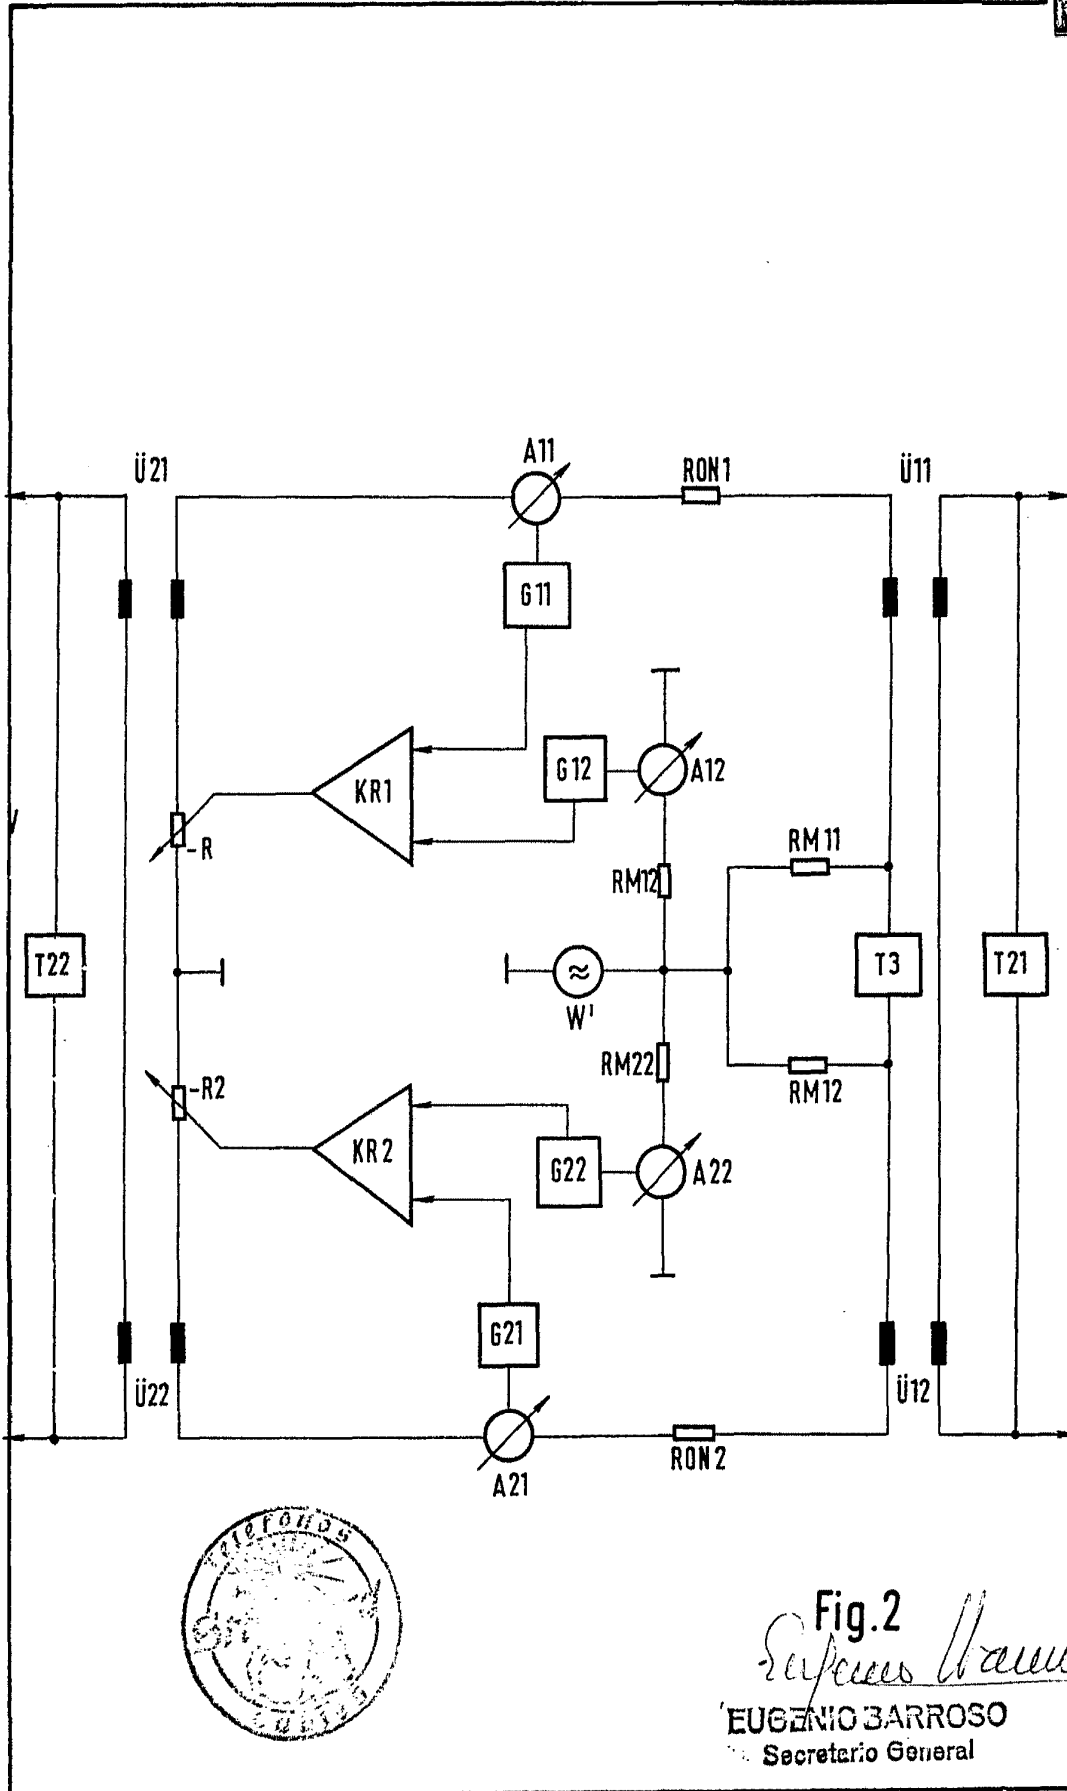 A11
Ü21
RON1
Ü11
G11
G12
A12
KR1
RM11
-R
RM12
T22
T3
T21
≈
W'
RM22
-R2
RM12
KR2
G22
A22
G21
Ü22
Ü12
RON2
A21
Telefonos
Fig.2
EUGENIO BARROSO
Secretario General